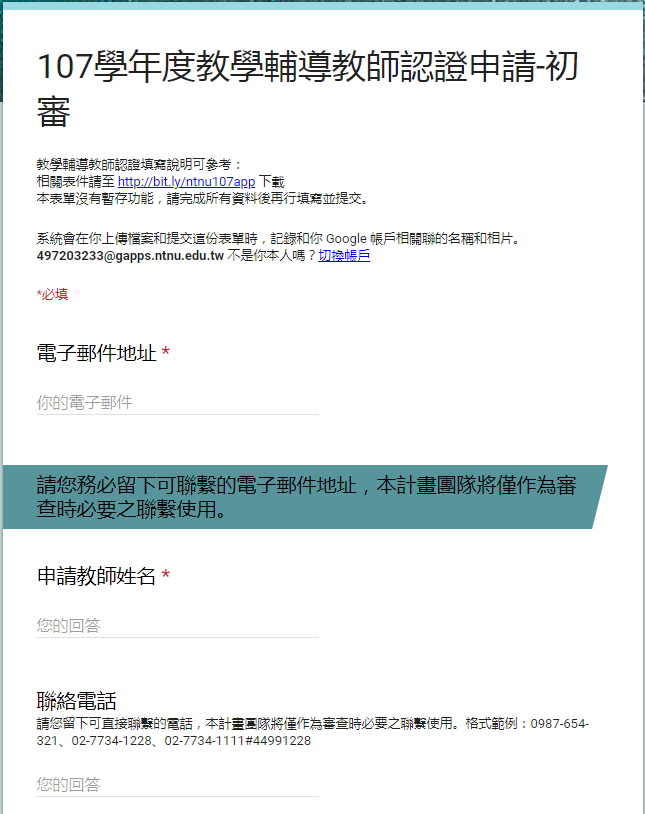 107學年度教學輔導教師認證申請-初
審
教學輔導教師認證填寫說明可參考：
相關表件請至 http://bit.ly/ntnu107app 下載
本表單沒有暫存功能，請完成所有資料後再行填寫並提交。
系統會在你上傳檔案和提交這份表單時，記錄和你 Google 帳戶相關聯的名稱和相片。
497203233@gapps.ntnu.edu.tw 不是你本人嗎？切換帳戶
*必填
電子郵件地址 *
你的電子郵件
請您務必留下可聯繫的電子郵件地址，本計畫團隊將僅作為審
查時必要之聯繫使用。
申請教師姓名 *
您的回答
聯絡電話
請您留下可直接聯繫的電話，本計畫團隊將僅作為審查時必要之聯繫使用。格式範例：0987-654-
321、02-7734-1228、02-7734-1111#44991228
您的回答